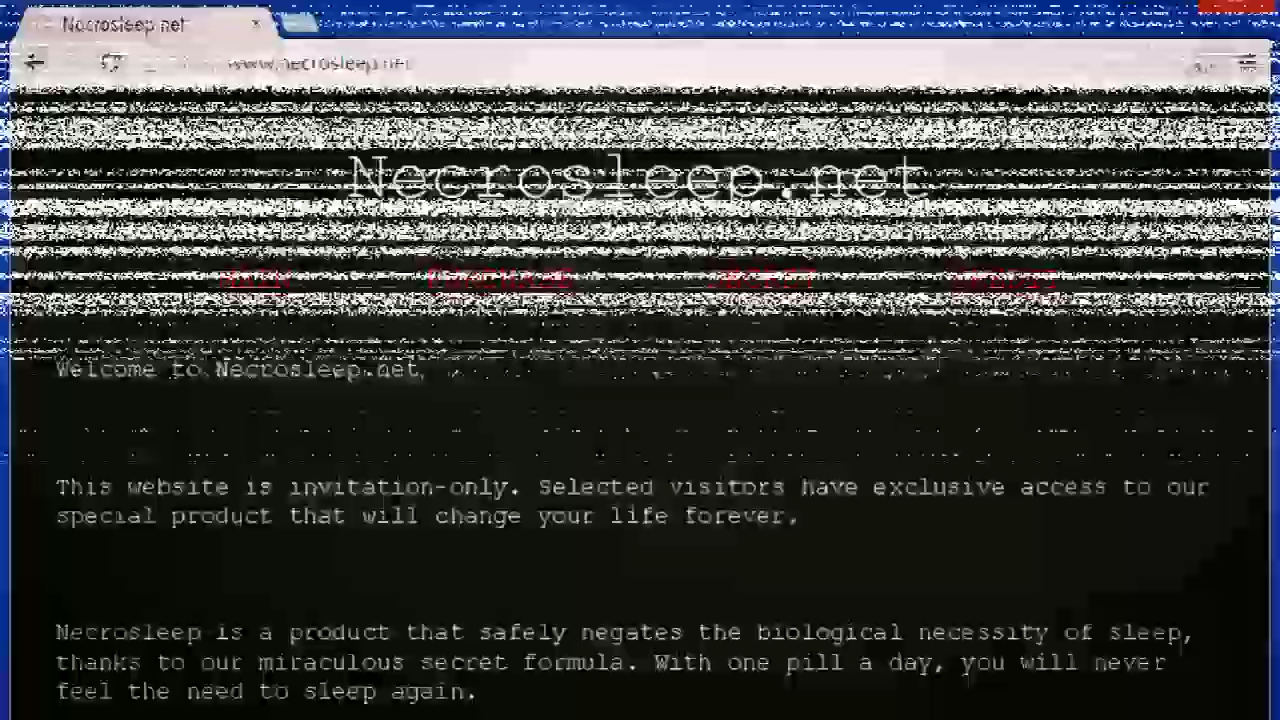 Necrosleep.net
www.necrosleep.net
Necrosleep.net
Welcome to Necrosleep.net
This website is invitation-only. Selected visitors have exclusive access to our
special product that will change your life forever.
Necrosleep is a product that safely negates the biological necessity of sleep,
thanks to our miraculous secret formula. With one pill a day, you will never
feel the need to sleep again.